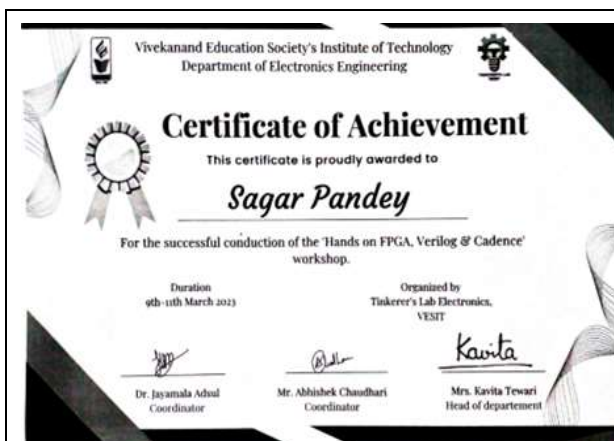 Vivekanand Education Society's Institute of Technology
Department of Electronics Engineering
Certificate of Achievement
This certificate is proudly awarded to
Sagar Pandey
For the successful conduction of the 'Hands on FPGA, Verilog & Cadence'
workshop.
Duration
9th-11th March 2023
Organized by
Tinkerer's Lab Electronics,
VESIT
Kavita
Dr. Jayamala Adsul
Coordinator
Mr. Abhishek Chaudhari
Coordinator
Mrs. Kavita Tewari
Head of departement